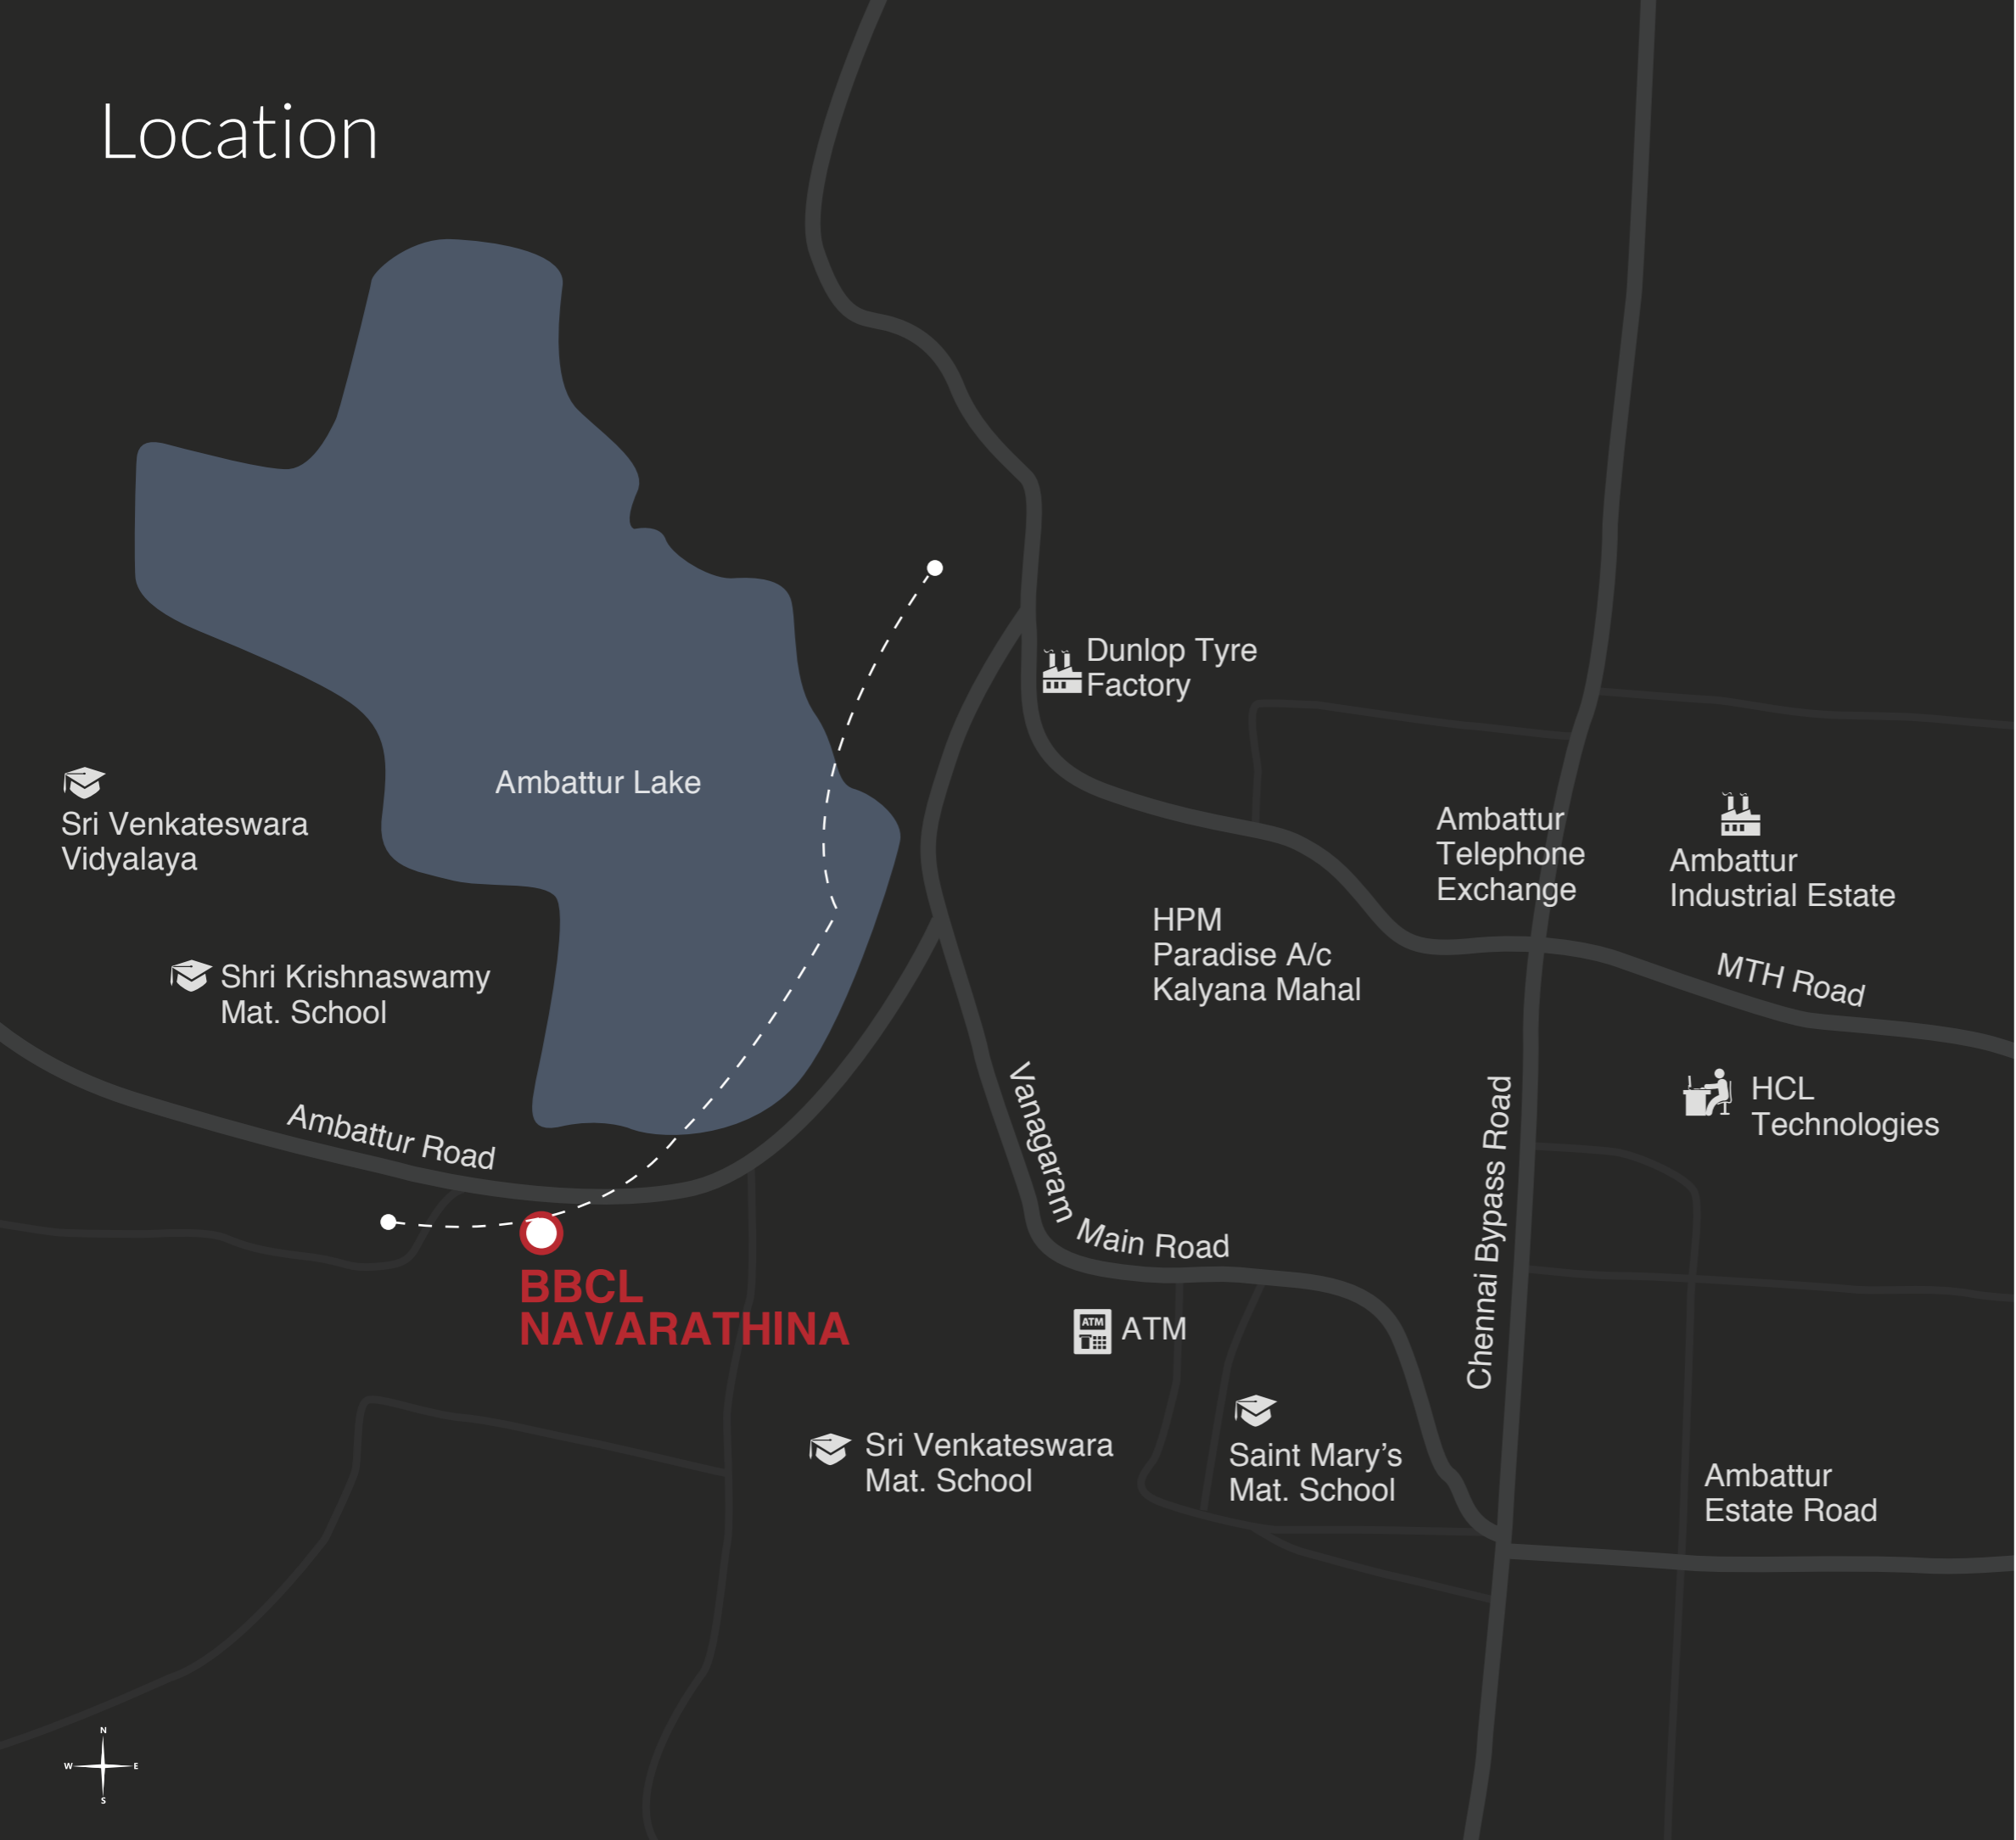 Location
Dunlop Tyre
Factory
Ambattur Lake
Sri Venkateswara
Vidyalaya
Ambattur
Telephone
Exchange
Ambattur
Industrial Estate
HPM
Paradise A/c
Kalyana Mahal
MTH Road
Shri Krishnaswamy
Mat. School
Ambattur Road
Vanagaram Main Road
Chennai Bypass Road
HCL
Technologies
BBCL
NAVARATHINA
ATM
ATM
Sri Venkateswara
Mat. School
Saint Mary’s
Mat. School
Ambattur
Estate Road
N
W E
S